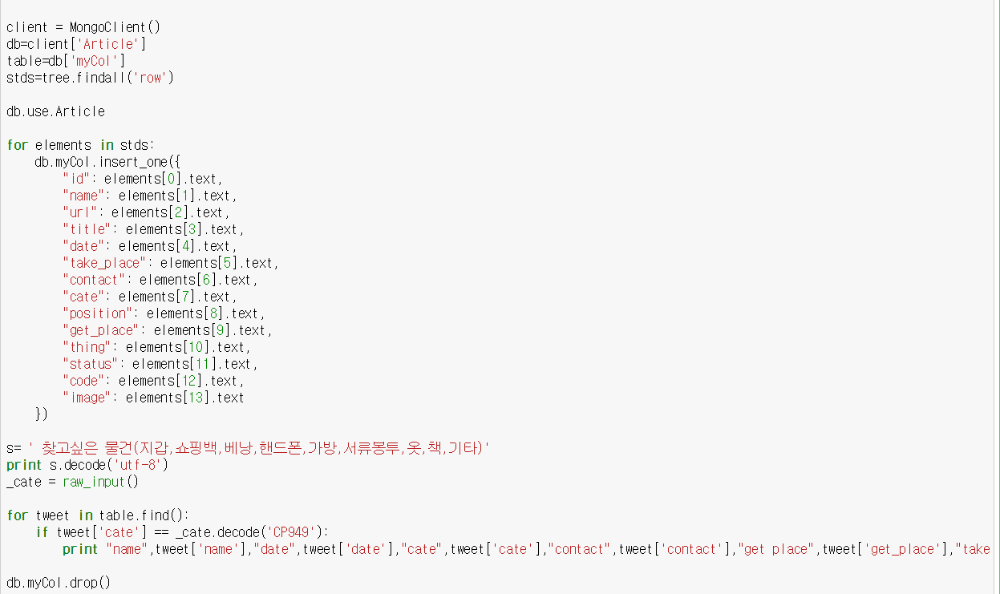 client = MongoClient()
db=client['Article']
table=db['myCol']
stds=tree.findall('row')
db.use.Article
for elements in stds:
    db.myCol.insert_one({
        "id": elements[0].text,
        "name": elements[1].text,
        "url": elements[2].text,
        "title": elements[3].text,
        "date": elements[4].text,
        "take_place": elements[5].text,
        "contact": elements[6].text,
        "cate": elements[7].text,
        "position": elements[8].text,
        "get_place": elements[9].text,
        "thing": elements[10].text,
        "status": elements[11].text,
        "code": elements[12].text,
        "image": elements[13].text
    })
s= ' 찾고싶은 물건(지갑,쇼핑백,베낭,핸드폰,가방,서류봉투,옷,책,기타)'
print s.decode('utf-8')
_cate = raw_input()
for tweet in table.find():
    if tweet['cate'] == _cate.decode('CP949'):
        print "name",tweet['name'],"date",tweet['date'],"cate",tweet['cate'],"contact",tweet['contact'],"get place",tweet['get_place'],"take
db.myCol.drop()